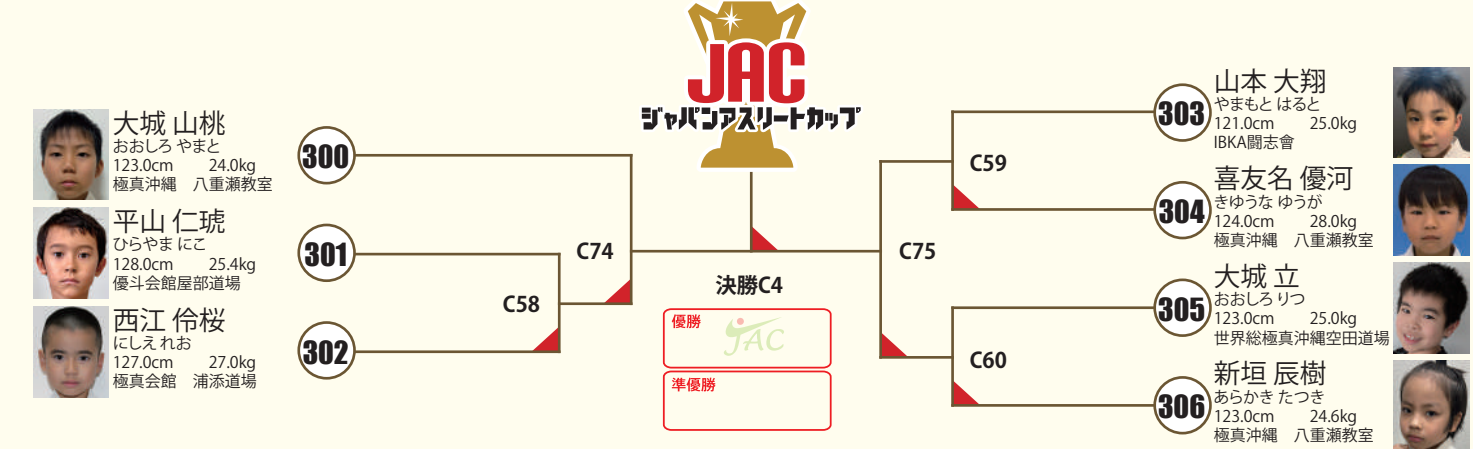 JAC
ジャパンアスリートカップ
大城 山桃
おおしろ やまと
123.0cm 24.0kg
極真沖縄 八重瀬教室
300
平山 仁琥
ひらやま にこ
128.0cm 25.4kg
優斗会館屋部道場
301
西江 伶桜
にしえ れお
127.0cm 27.0kg
極真会館 浦添道場
302
C58
C74
決勝C4
優勝
JAC
準優勝
C75
C59
C60
303
山本 大翔
やまもと はると
121.0cm 25.0kg
IBKA闘志會
304
喜友名 優河
きゆうな ゆうが
124.0cm 28.0kg
極真沖縄 八重瀬教室
305
大城 立
おおしろ りつ
123.0cm 25.0kg
世界総極真沖縄空田道場
306
新垣 辰樹
あらかき たつき
123.0cm 24.6kg
極真沖縄 八重瀬教室